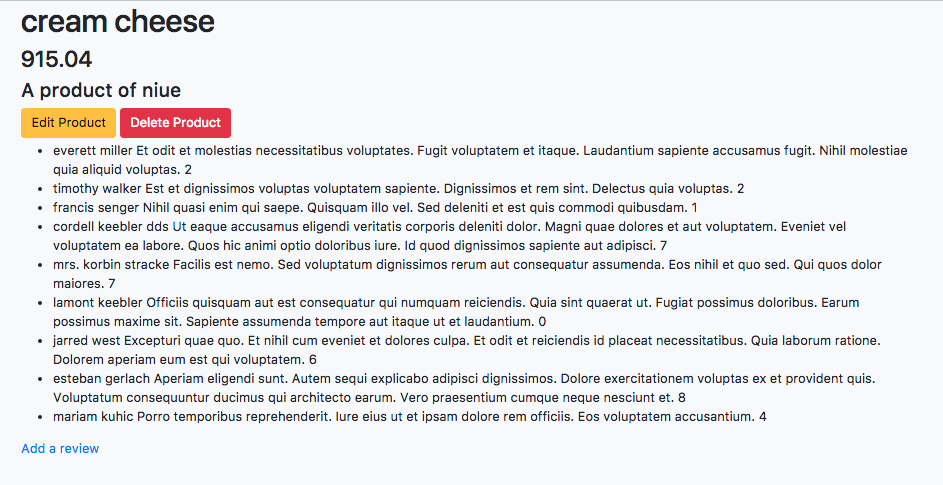 cream cheese
915.04
A product of niue
Edit Product Delete Product
everett miller Et odit et molestias necessitatibus voluptates. Fugit voluptatem et itaque. Laudantium sapiente accusamus fugit. Nihil molestiae
quia aliquid voluptas. 2
timothy walker Est et dignissimos voluptas voluptatem sapiente. Dignissimos et rem sint. Delectus quia voluptas. 2
francis senger Nihil quasi enim qui saepe. Quisquam illo vel. Sed deleniti et est quis commodi quibusdam. 1
cordell keebler dds Ut eaque accusamus eligendi veritatis corporis deleniti dolor. Magni quae dolores et aut voluptatem. Eveniet vel
voluptatem ea labore. Quos hic animi optio doloribus iure. Id quod dignissimos sapiente aut adipisci. 7
mrs. korbin stracke Facilis est nemo. Sed voluptatum dignissimos rerum aut consequatur assumenda. Eos nihil et quo sed. Qui quos dolor
maiores. 7
lamont keebler Officiis quisquam aut est consequatur qui numquam reiciendis. Quia sint quaerat ut. Fugiat possimus doloribus. Earum
possimus maxime sit. Sapiente assumenda tempore aut itaque ut et laudantium. 0
jarred west Excepturi quae quo. Et nihil cum eveniet et dolores culpa. Et odit et reiciendis id placeat necessitatibus. Quia laborum ratione.
Dolorem aperiam eum est qui voluptatem. 6
esteban gerlach Aperiam eligendi sunt. Autem sequi explicabo adipisci dignissimos. Dolore exercitationem voluptas ex et provident quis.
Voluptatum consequuntur ducimus qui architecto earum. Vero praesentium cumque neque nesciunt et. 8
mariam kuhic Porro temporibus reprehenderit. Iure eius ut et ipsam dolore rem officiis. Eos voluptatem accusantium. 4
Add a review